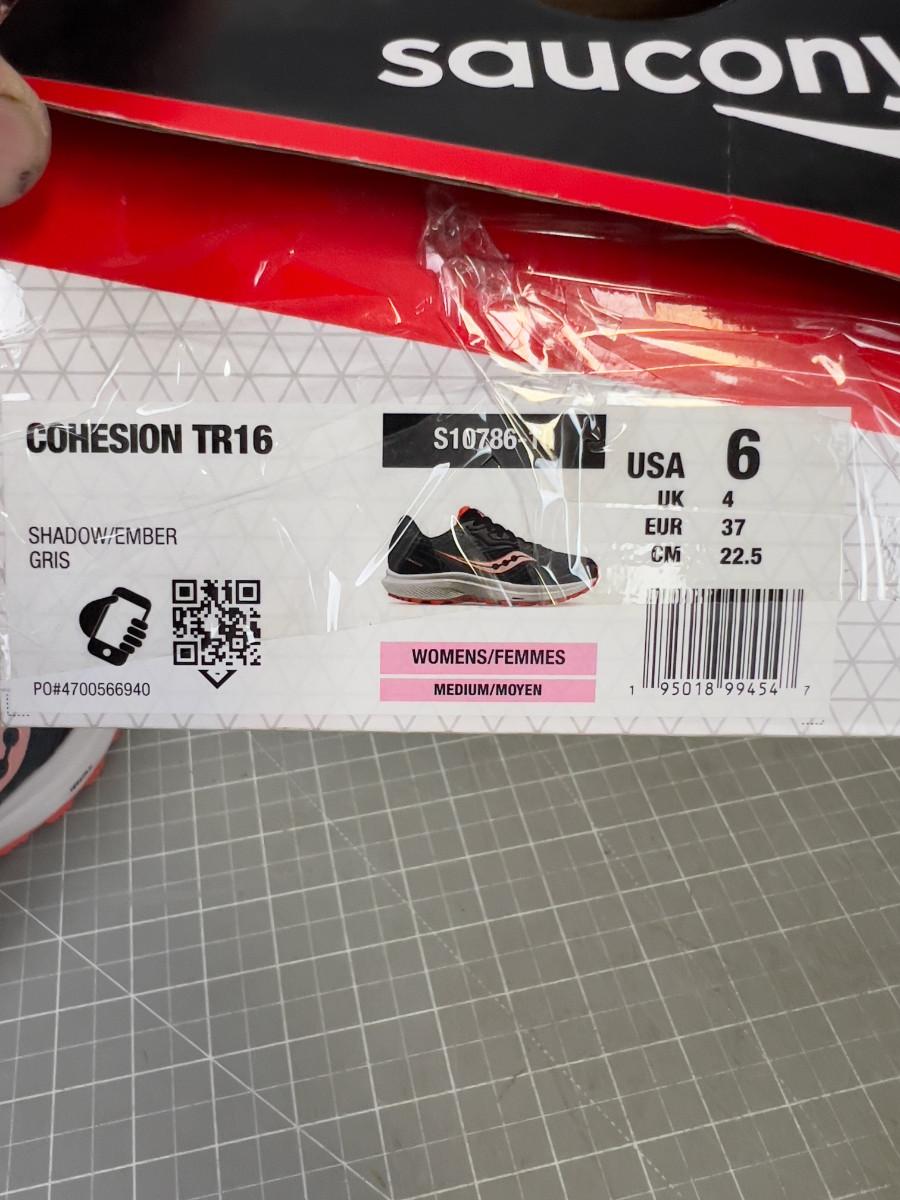 saucony
COHESION TR16
SHADOW/EMBER
GRIS
PO#4700566940
WOMENS/FEMMES
MEDIUM/MOYEN
USA 6
UK 4
EUR 37
CM 22.5
1 95018 99454 7